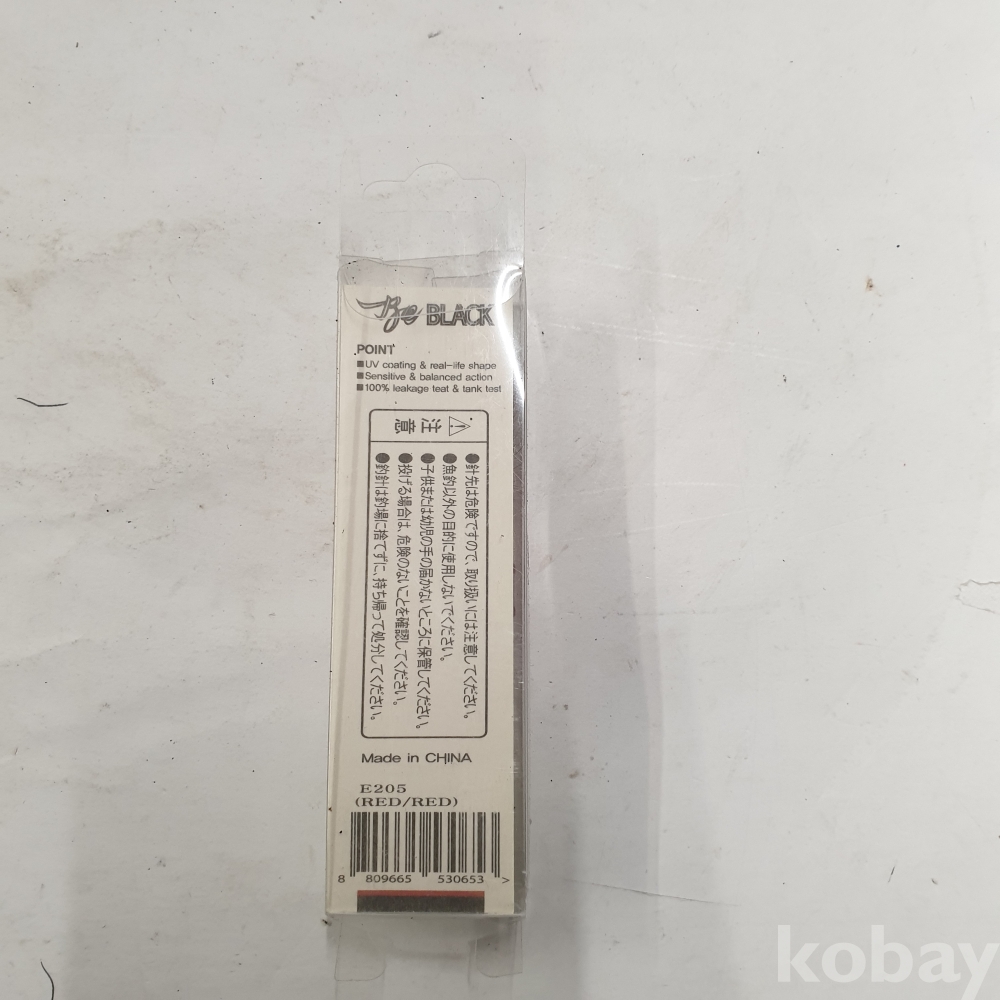 BLACK
POINT
■UV coating & real-life shape
■Sensitive & balanced action
■100% leakage teat & tank test
⚠注意
●針先は危険ですので、取り扱いには注意してください。
●魚釣以外の目的に使用しないでください。
●子供または幼児の手の届かないところに保管してください。
●投げる場合は、危険のないことを確認してください。
●釣針は釣場に捨てずに、持ち帰って処分してください。
Made in CHINA
E205
(RED/RED)
8 809665 530653 >
kobay